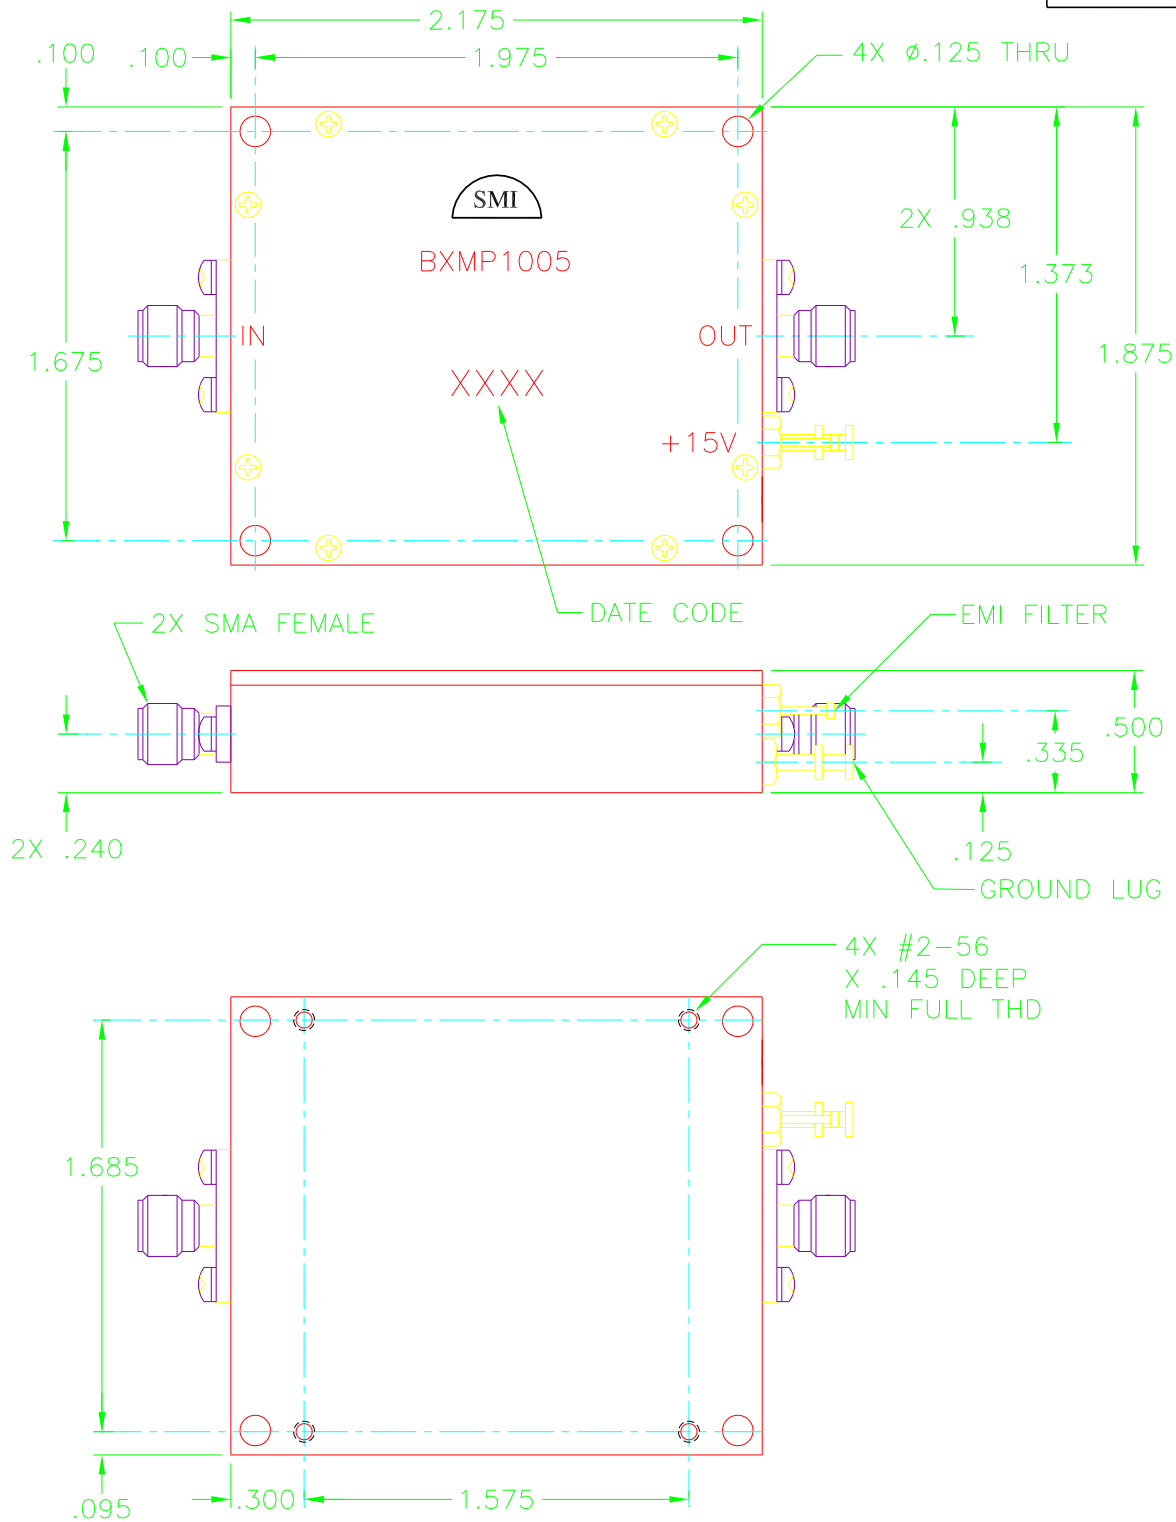 2.175
.100
.100
1.975
4X ø.125 THRU
SMI
2X .938
BXMP1005
1.373
IN
OUT
1.675
1.875
XXXX
+15V
DATE CODE
2X SMA FEMALE
EMI FILTER
.500
.335
2X .240
.125
GROUND LUG
4X #2-56
X .145 DEEP
MIN FULL THD
1.685
.300
1.575
.095